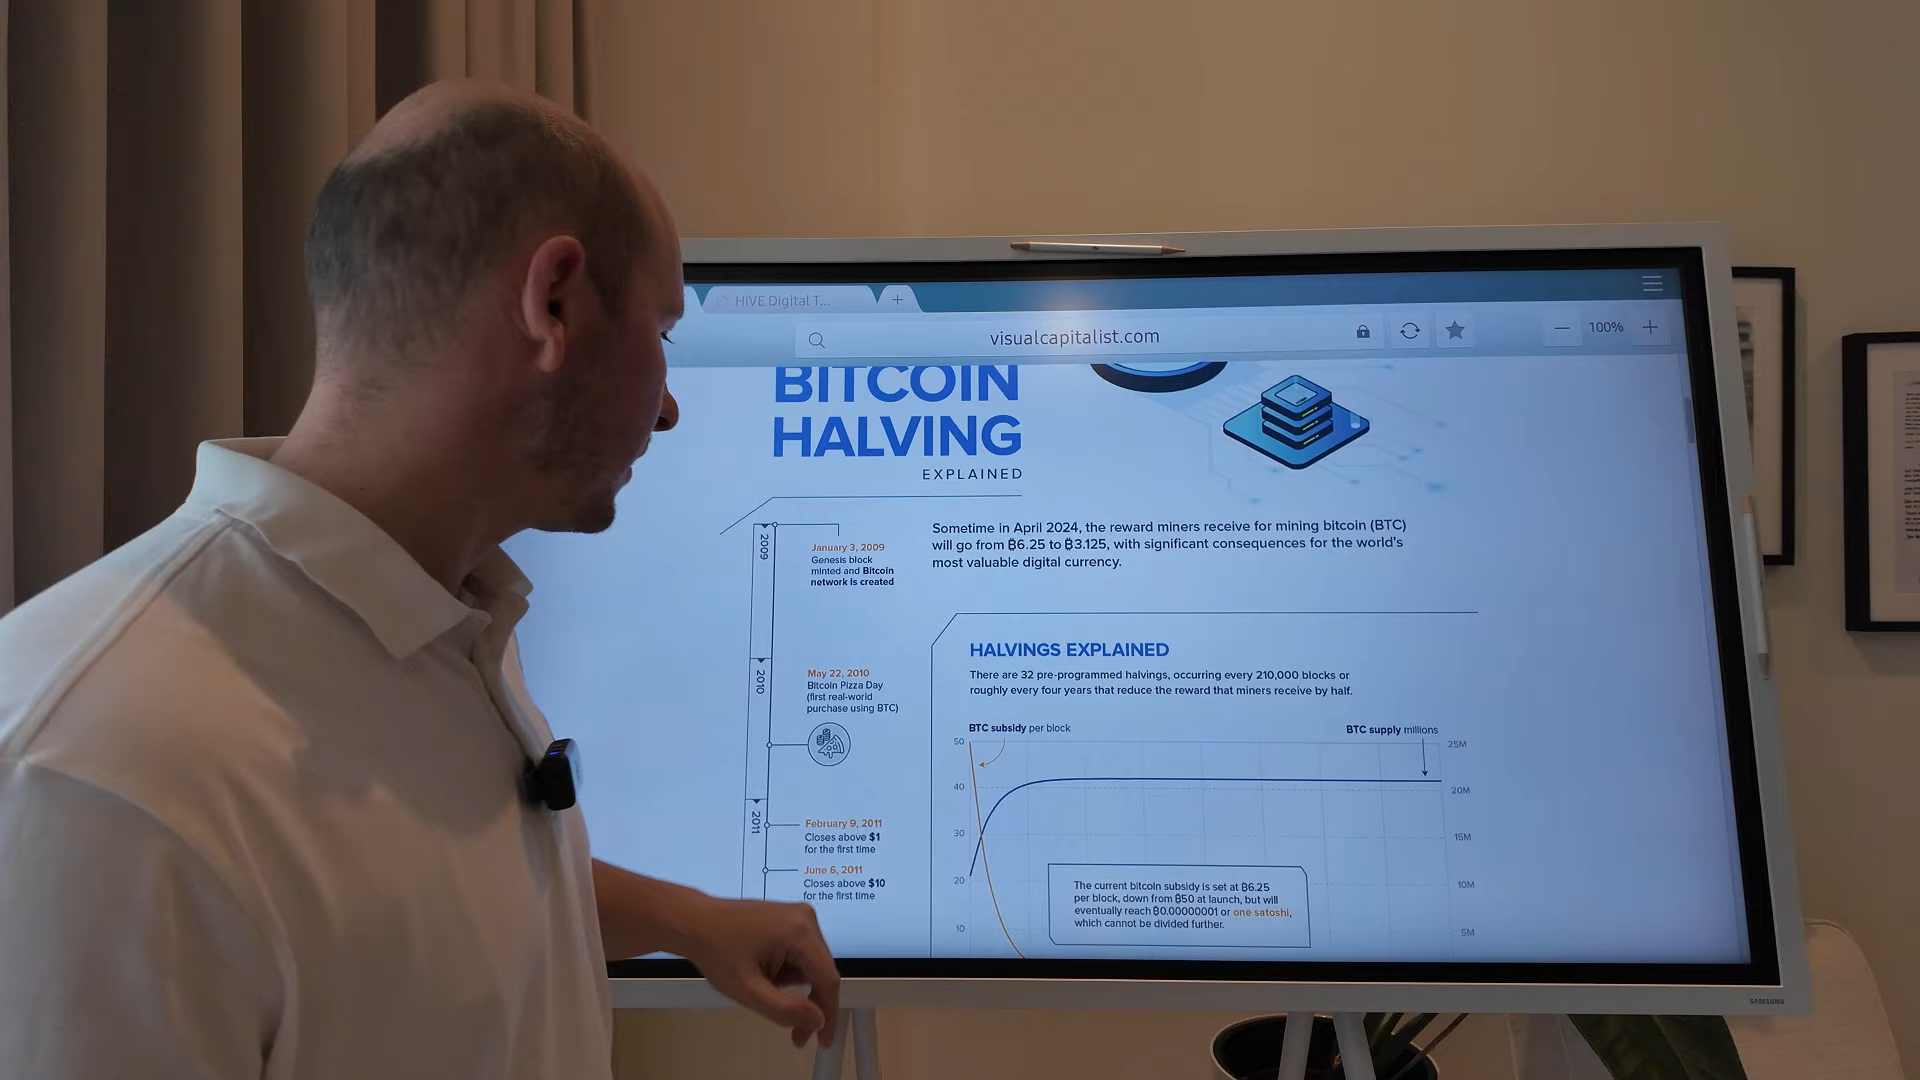 HIVE Digital T...
+
visualcapitalist.com
100%
BITCOIN
HALVING
EXPLAINED
Sometime in April 2024, the reward miners receive for mining bitcoin (BTC)
will go from ₿6.25 to ₿3.125, with significant consequences for the world's
most valuable digital currency.
2009
January 3, 2009
Genesis block
minted and Bitcoin
network is created
2010
May 22, 2010
Bitcoin Pizza Day
(first real-world
purchase using BTC)
2011
February 9, 2011
Closes above $1
for the first time
June 6, 2011
Closes above $10
for the first time
HALVINGS EXPLAINED
There are 32 pre-programmed halvings, occurring every 210,000 blocks or
roughly every four years that reduce the reward that miners receive by half.
BTC subsidy per block
BTC supply millions
50
40
30
20
10
25M
20M
15M
10M
5M
The current bitcoin subsidy is set at ₿6.25
per block, down from ₿50 at launch, but will
eventually reach ₿0.00000001 or one satoshi,
which cannot be divided further.
SAMSUNG